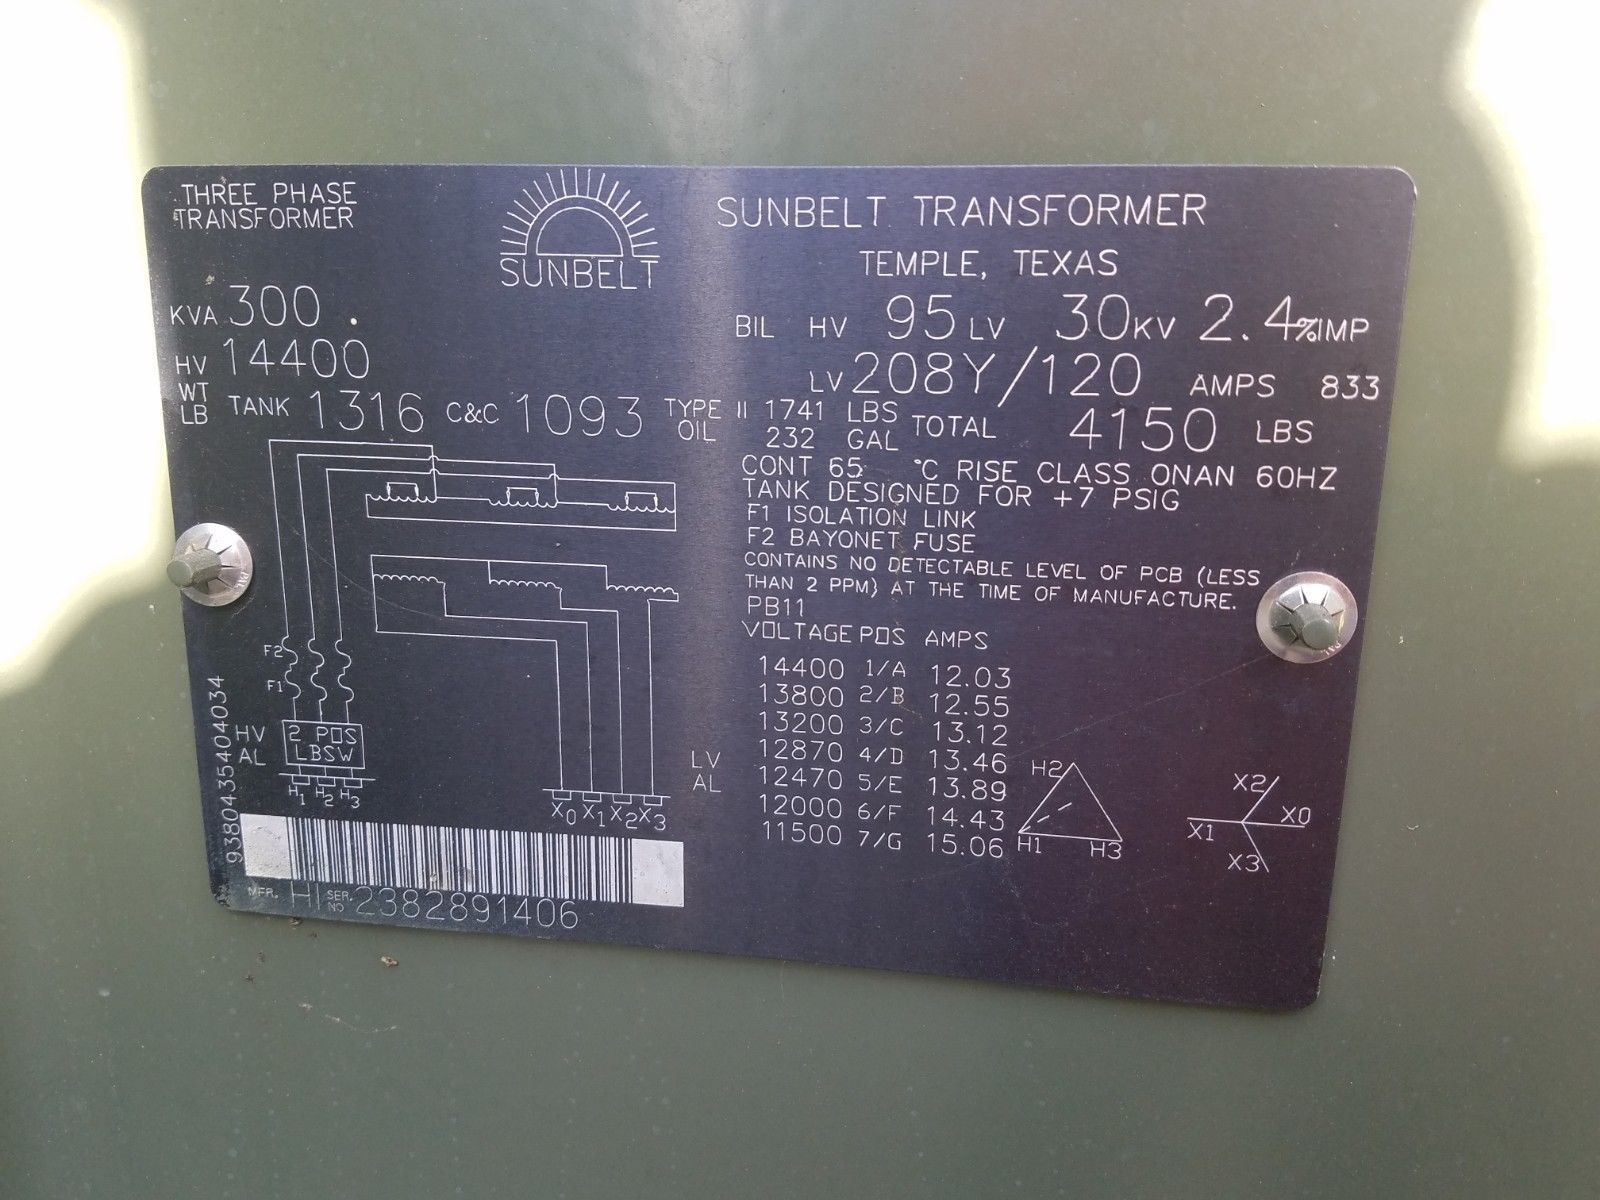 THREE PHASE
TRANSFORMER
SUNBELT
SUNBELT TRANSFORMER
TEMPLE, TEXAS
KVA 300 .
BIL HV 95 LV 30 KV 2.4 %IMP
HV 14400
LV 208Y/120 AMPS 833
WT
LB TANK 1316 C&C 1093 TYPE II 1741 LBS
OIL 232 GAL TOTAL 4150 LBS
CONT 65 °C RISE CLASS ONAN 60HZ
TANK DESIGNED FOR +7 PSIG
F1 ISOLATION LINK
F2 BAYONET FUSE
CONTAINS NO DETECTABLE LEVEL OF PCB (LESS
THAN 2 PPM) AT THE TIME OF MANUFACTURE.
PB11
VOLTAGE POS AMPS
14400 1/A 12.03
13800 2/B 12.55
13200 3/C 13.12
12870 4/D 13.46
12470 5/E 13.89
12000 6/F 14.43
11500 7/G 15.06
F2
F1
HV
AL
2 POS
LBSW
H1 H2 H3
LV
AL
X0 X1 X2 X3
H2
H1 H3
X2
X1 X0
X3
9380435404034
MFR. HI SER. NO 2382891406